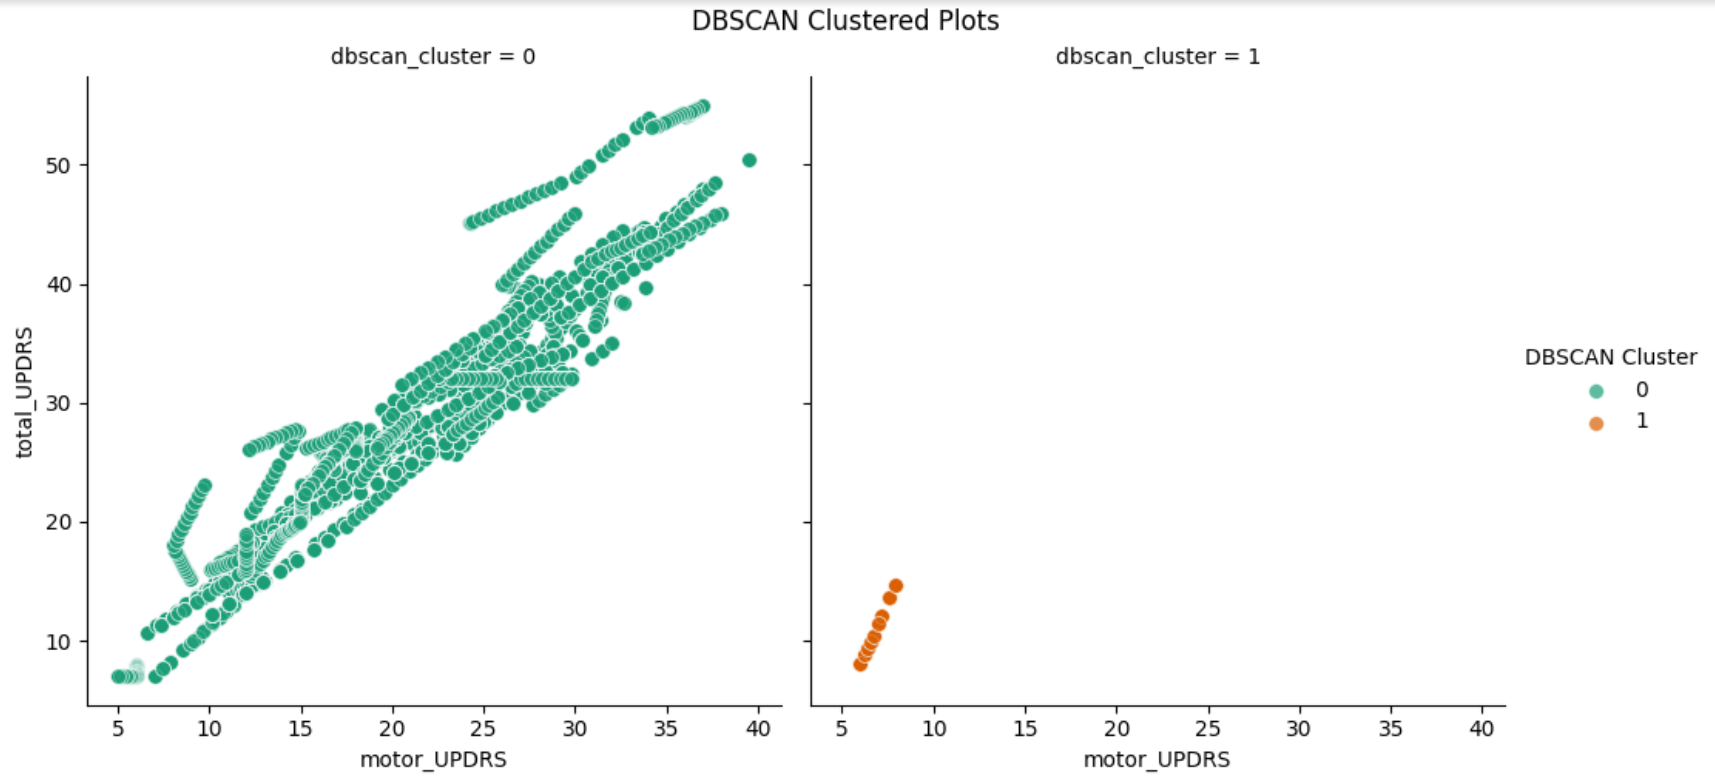 DBSCAN Clustered Plots
dbscan_cluster = 0
dbscan_cluster = 1
total_UPDRS
50
40
30
20
10
5 10 15 20 25 30 35 40
motor_UPDRS
5 10 15 20 25 30 35 40
motor_UPDRS
DBSCAN Cluster
0
1